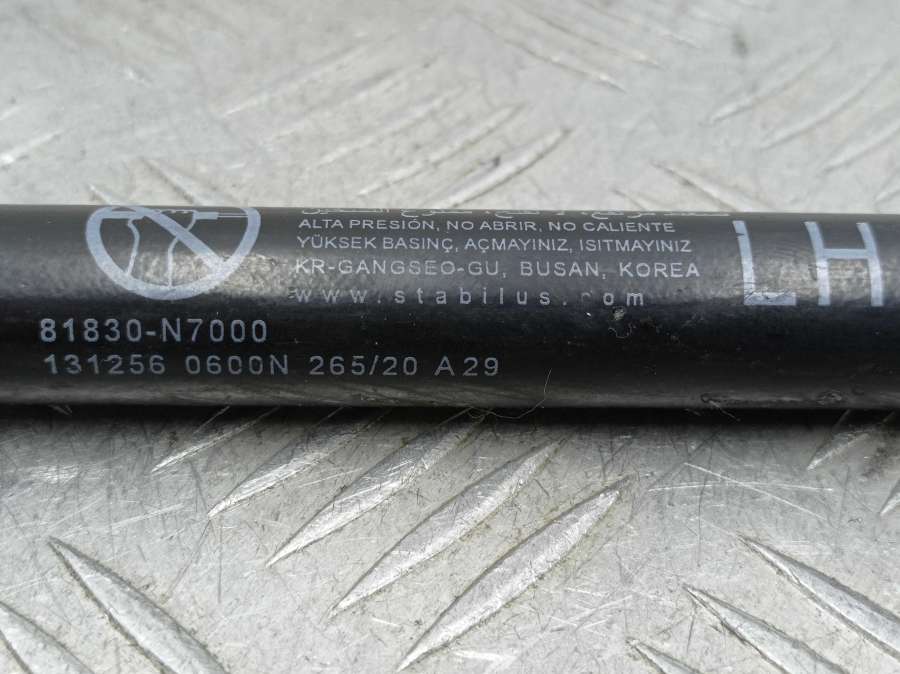 ALTA PRESIÓN, NO ABRIR, NO CALIENTE
YÜKSEK BASINÇ, AÇMAYINIZ, ISITMAYINIZ
KR-GANGSEO-GU, BUSAN, KOREA
www.stabilus.com
LH
81830-N7000
131256 0600N 265/20 A29